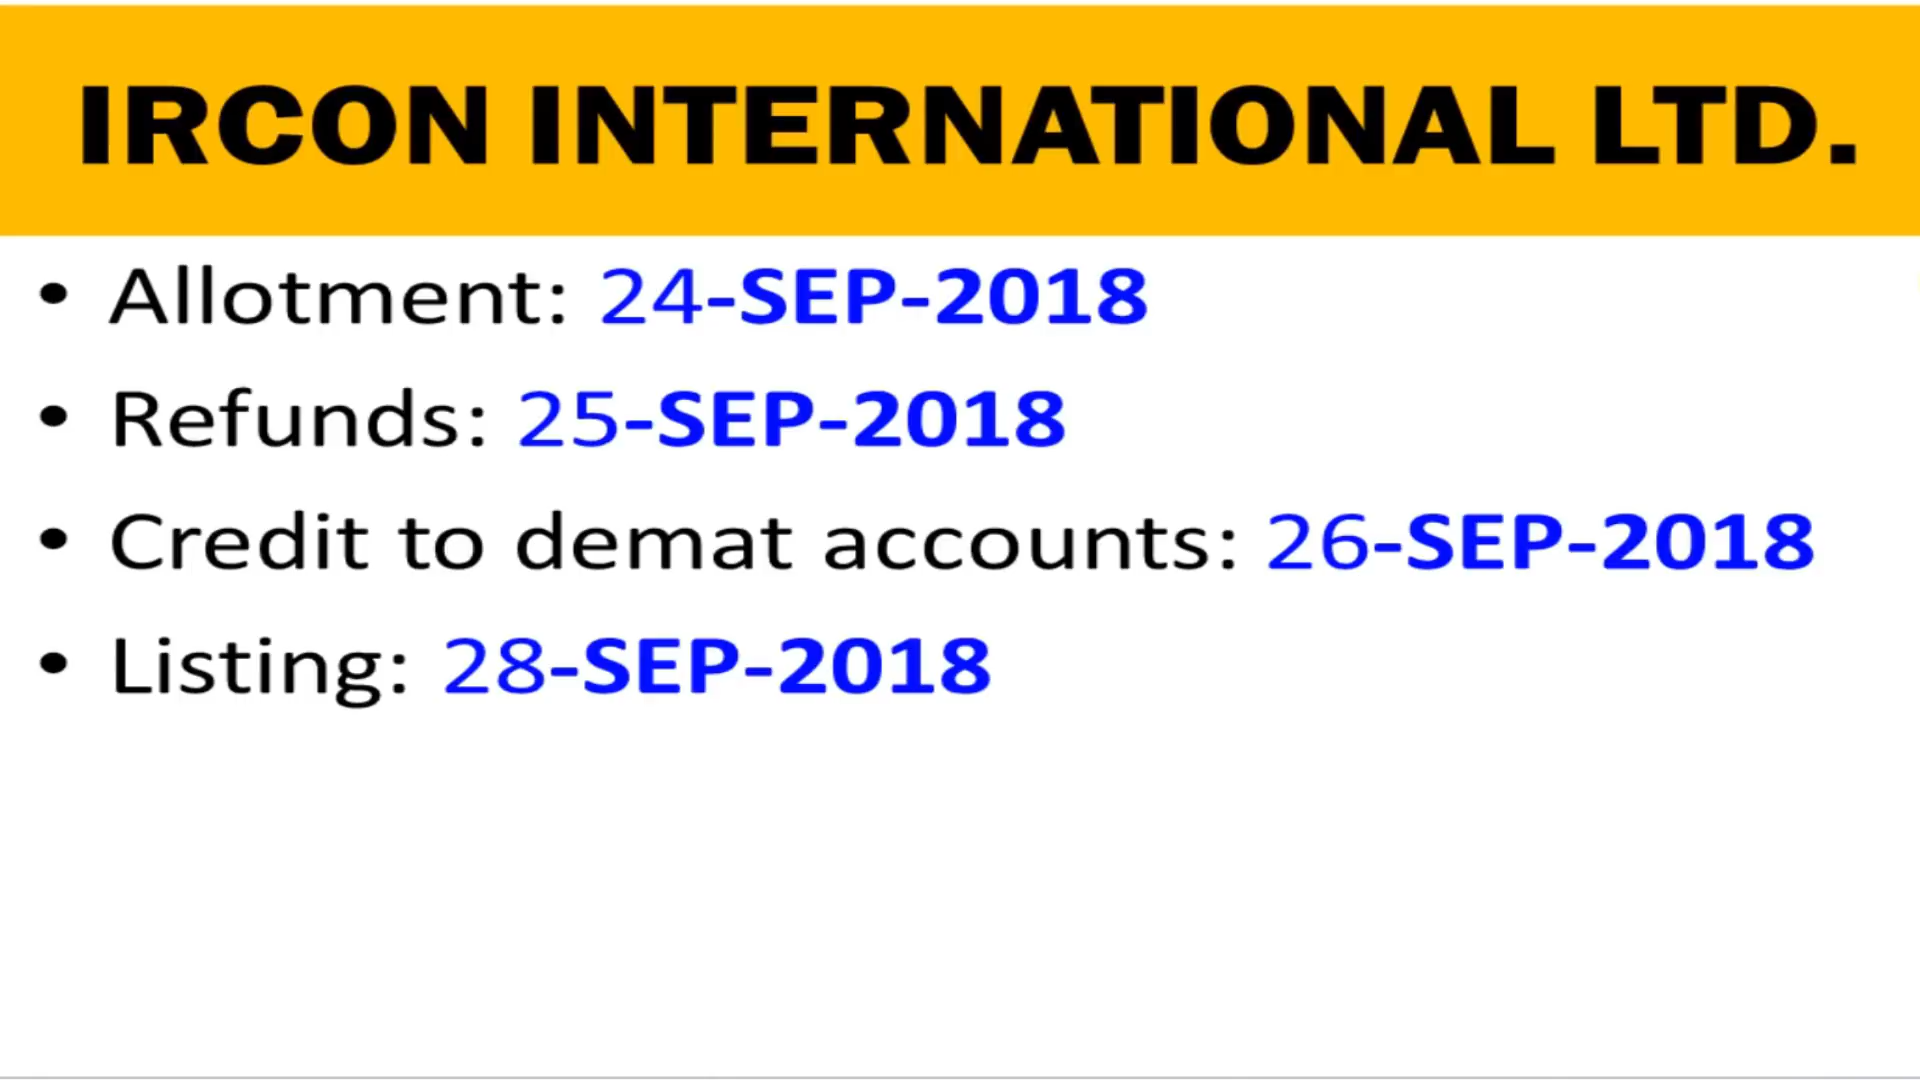 IRCON INTERNATIONAL LTD.
• Allotment: 24-SEP-2018
• Refunds: 25-SEP-2018
• Credit to demat accounts: 26-SEP-2018
• Listing: 28-SEP-2018